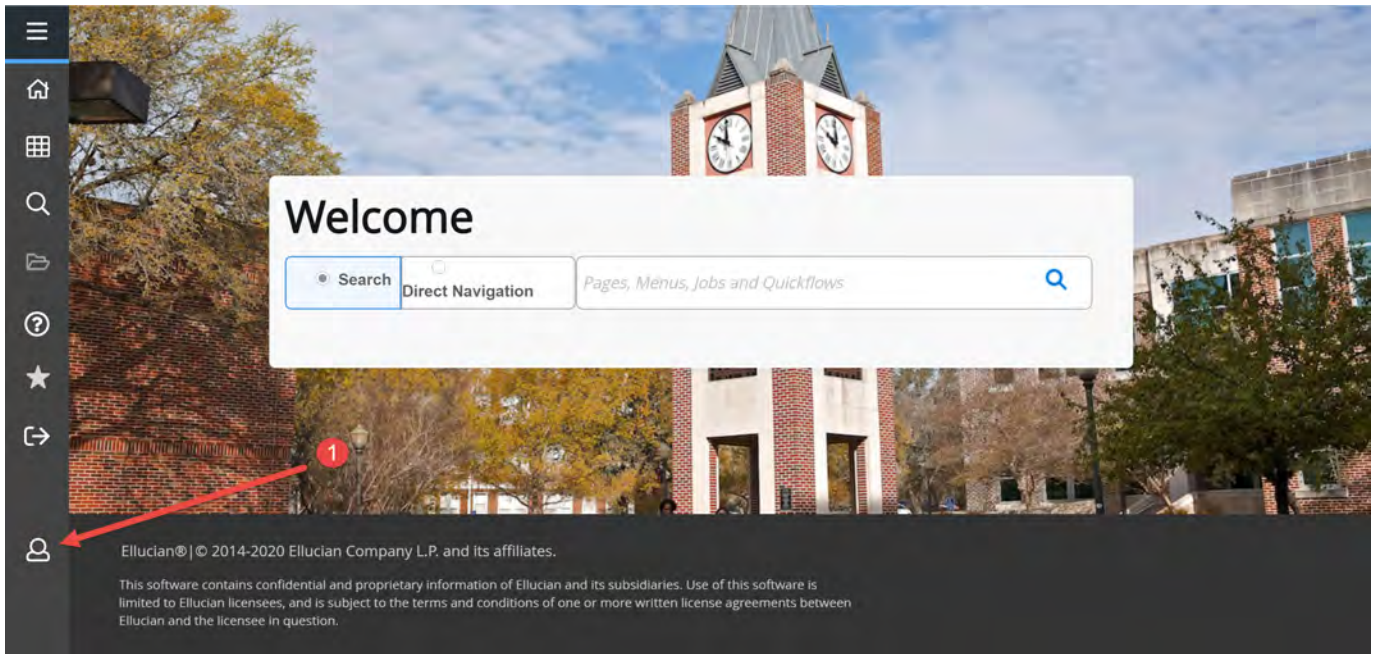 Welcome
Search
Direct Navigation
Pages, Menus, Jobs and Quickflows
1
Ellucian®|© 2014-2020 Ellucian Company L.P. and its affiliates.
This software contains confidential and proprietary information of Ellucian and its subsidiaries. Use of this software is
limited to Ellucian licensees, and is subject to the terms and conditions of one or more written license agreements between
Ellucian and the licensee in question.